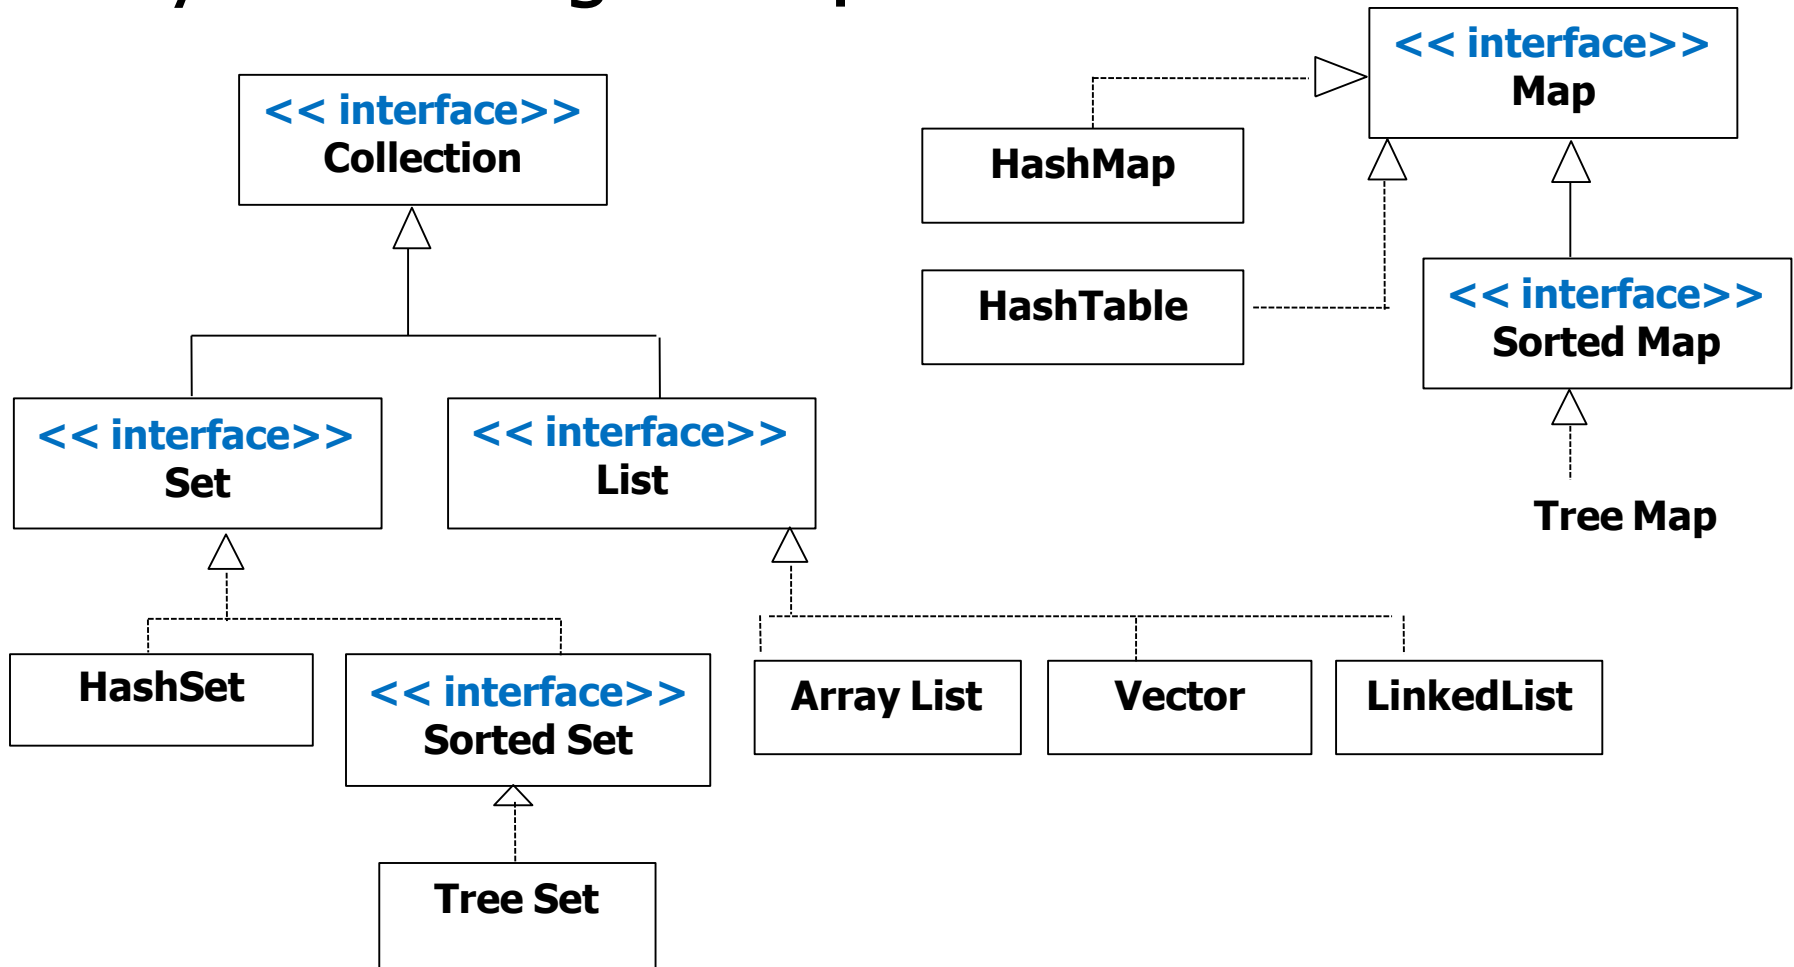 << interface>>
Collection
<< interface>>
Map
HashMap
HashTable
<< interface>>
Sorted Map
Tree Map
<< interface>>
Set
<< interface>>
List
HashSet
<< interface>>
Sorted Set
Array List
Vector
LinkedList
Tree Set